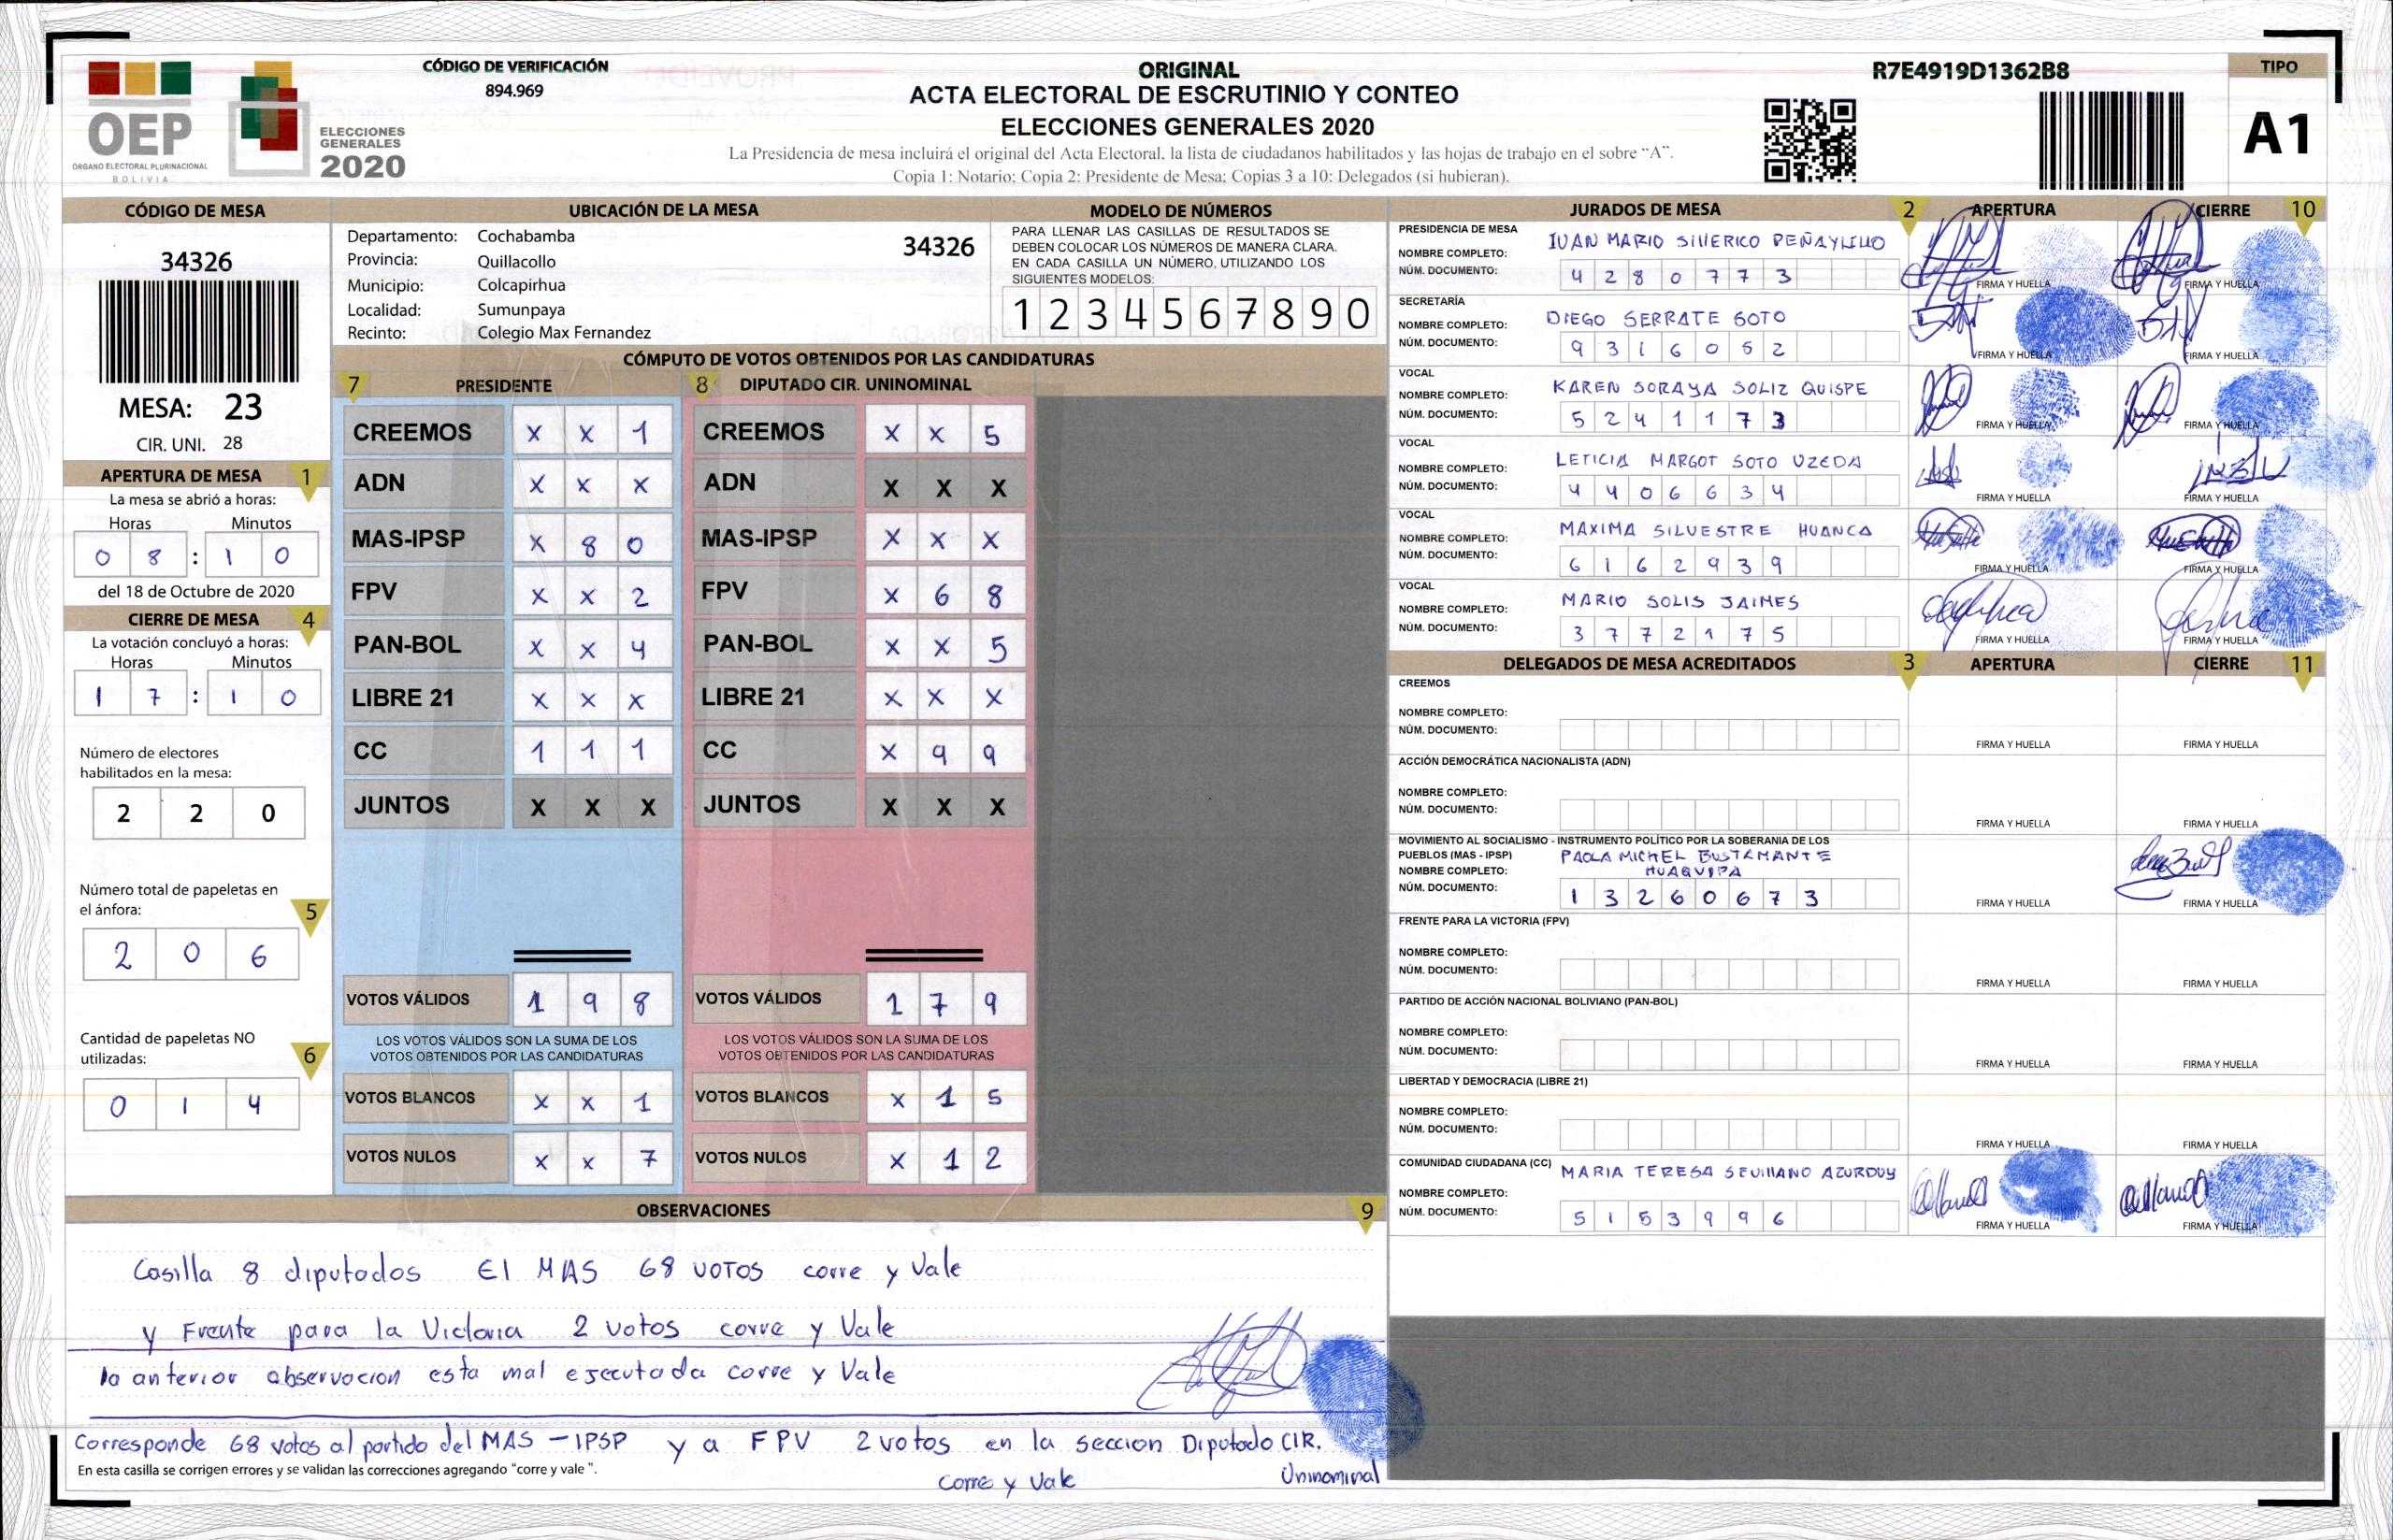 CÓDIGO DE VERIFICACIÓN
894.969
OEP
ÓRGANO ELECTORAL PLURINACIONAL
BOLIVIA
ELECCIONES
GENERALES
2020
ORIGINAL
ACTA ELECTORAL DE ESCRUTINIO Y CONTEO
ELECCIONES GENERALES 2020
La Presidencia de mesa incluirá el original del Acta Electoral, la lista de ciudadanos habilitados y las hojas de trabajo en el sobre “A”.
Copia 1: Notario; Copia 2: Presidente de Mesa; Copias 3 a 10: Delegados (si hubieran).
R7E4919D1362B8
TIPO
A1
CÓDIGO DE MESA
34326
MESA: 23
CIR. UNI. 28
APERTURA DE MESA 1
La mesa se abrió a horas:
Horas Minutos
0 8 : 1 0
del 18 de Octubre de 2020
CIERRE DE MESA 4
La votación concluyó a horas:
Horas Minutos
1 7 : 1 0
Número de electores
habilitados en la mesa:
2 2 0
Número total de papeletas en
el ánfora: 5
2 0 6
Cantidad de papeletas NO
utilizadas: 6
0 1 4
UBICACIÓN DE LA MESA
Departamento: Cochabamba
34326
Provincia: Quillacollo
Municipio: Colcapirhua
Localidad: Sumunpaya
Recinto: Colegio Max Fernandez
MODELO DE NÚMEROS
PARA LLENAR LAS CASILLAS DE RESULTADOS SE
DEBEN COLOCAR LOS NÚMEROS DE MANERA CLARA.
EN CADA CASILLA UN NÚMERO, UTILIZANDO LOS
SIGUIENTES MODELOS:
1 2 3 4 5 6 7 8 9 0
CÓMPUTO DE VOTOS OBTENIDOS POR LAS CANDIDATURAS
7 PRESIDENTE
CREEMOS X X 1
ADN X X X
MAS-IPSP X 8 0
FPV X X 2
PAN-BOL X X 4
LIBRE 21 X X X
CC 1 1 1
JUNTOS X X X
VOTOS VÁLIDOS 1 9 8
LOS VOTOS VÁLIDOS SON LA SUMA DE LOS
VOTOS OBTENIDOS POR LAS CANDIDATURAS
VOTOS BLANCOS X X 1
VOTOS NULOS X X 7
8 DIPUTADO CIR. UNINOMINAL
CREEMOS X X 5
ADN X X X
MAS-IPSP X X X
FPV X 6 8
PAN-BOL X X 5
LIBRE 21 X X X
CC X 9 9
JUNTOS X X X
VOTOS VÁLIDOS 1 7 9
LOS VOTOS VÁLIDOS SON LA SUMA DE LOS
VOTOS OBTENIDOS POR LAS CANDIDATURAS
VOTOS BLANCOS X 1 5
VOTOS NULOS X 1 2
OBSERVACIONES 9
Casilla 8 diputados El MAS 68 votos corre y Vale
y Frente para la Victoria 2 votos corre y Vale
la anterior observacion esta mal ejecutada corre y Vale
Corresponde 68 votos al partido del MAS - IPSP y a FPV 2 votos en la seccion Diputado CIR.
Uninominal
corre y Vale
En esta casilla se corrigen errores y se validan las correcciones agregando “corre y vale ”.
JURADOS DE MESA 2 APERTURA CIERRE 10
PRESIDENCIA DE MESA
NOMBRE COMPLETO: IVAN MARIO SILLERICO PEÑAYLILLO
NÚM. DOCUMENTO: 4 2 8 0 7 7 3
FIRMA Y HUELLA FIRMA Y HUELLA
SECRETARÍA
NOMBRE COMPLETO: DIEGO SERRATE SOTO
NÚM. DOCUMENTO: 9 3 1 6 0 5 2
FIRMA Y HUELLA FIRMA Y HUELLA
VOCAL
NOMBRE COMPLETO: KAREN SORAYA SOLIZ QUISPE
NÚM. DOCUMENTO: 5 2 4 1 1 7 3
FIRMA Y HUELLA FIRMA Y HUELLA
VOCAL
NOMBRE COMPLETO: LETICIA MARGOT SOTO UZEDA
NÚM. DOCUMENTO: 4 4 0 6 6 3 4
FIRMA Y HUELLA FIRMA Y HUELLA
VOCAL
NOMBRE COMPLETO: MAXIMA SILVESTRE HUANCA
NÚM. DOCUMENTO: 6 1 6 2 9 3 9
FIRMA Y HUELLA FIRMA Y HUELLA
VOCAL
NOMBRE COMPLETO: MARIO SOLIS JAIMES
NÚM. DOCUMENTO: 3 7 7 2 1 7 5
FIRMA Y HUELLA FIRMA Y HUELLA
DELEGADOS DE MESA ACREDITADOS 3 APERTURA CIERRE 11
CREEMOS
NOMBRE COMPLETO:
NÚM. DOCUMENTO:
FIRMA Y HUELLA FIRMA Y HUELLA
ACCIÓN DEMOCRÁTICA NACIONALISTA (ADN)
NOMBRE COMPLETO:
NÚM. DOCUMENTO:
FIRMA Y HUELLA FIRMA Y HUELLA
MOVIMIENTO AL SOCIALISMO - INSTRUMENTO POLÍTICO POR LA SOBERANIA DE LOS
PUEBLOS (MAS - IPSP) PAOLA MICHEL BUSTAMANTE
NOMBRE COMPLETO: HUAQUIPA
NÚM. DOCUMENTO: 1 3 2 6 0 6 7 3
FIRMA Y HUELLA FIRMA Y HUELLA
FRENTE PARA LA VICTORIA (FPV)
NOMBRE COMPLETO:
NÚM. DOCUMENTO:
FIRMA Y HUELLA FIRMA Y HUELLA
PARTIDO DE ACCIÓN NACIONAL BOLIVIANO (PAN-BOL)
NOMBRE COMPLETO:
NÚM. DOCUMENTO:
FIRMA Y HUELLA FIRMA Y HUELLA
LIBERTAD Y DEMOCRACIA (LIBRE 21)
NOMBRE COMPLETO:
NÚM. DOCUMENTO:
FIRMA Y HUELLA FIRMA Y HUELLA
COMUNIDAD CIUDADANA (CC) MARIA TERESA SEVILLANO AZURDUY
NOMBRE COMPLETO:
NÚM. DOCUMENTO: 5 1 5 3 9 9 6
FIRMA Y HUELLA FIRMA Y HUELLA